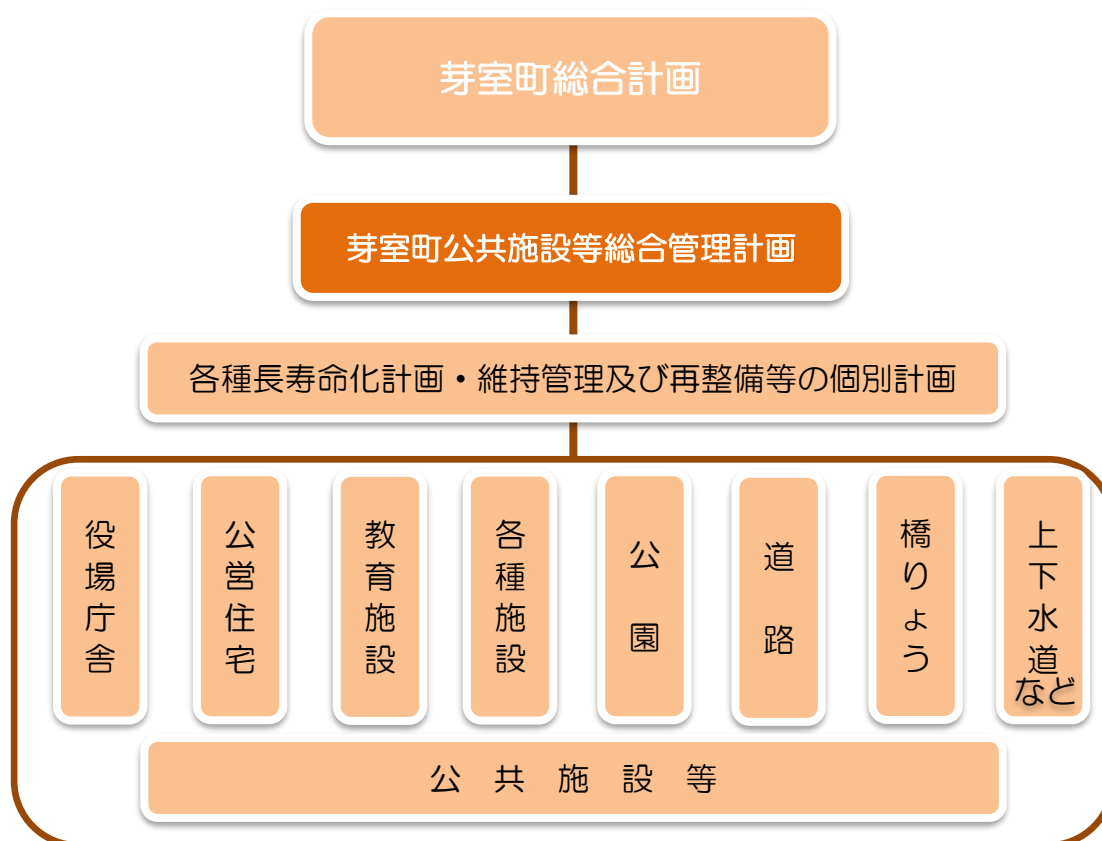 芽室町総合計画
芽室町公共施設等総合管理計画
各種長寿命化計画・維持管理及び再整備等の個別計画
役場庁舎
公営住宅
教育施設
各種施設
公園
道路
橋りょう
上下水道
など
公共施設等